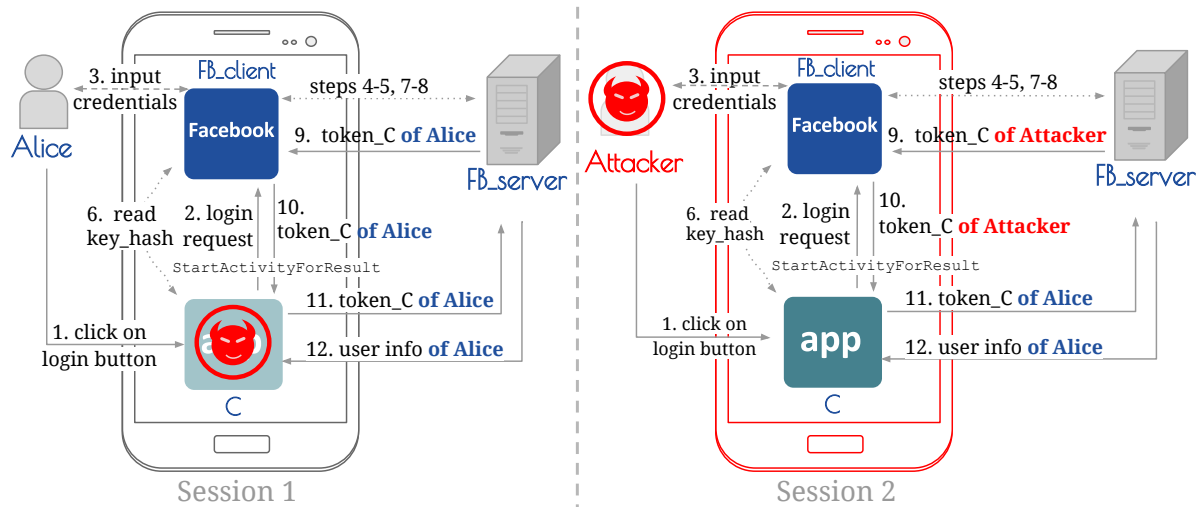 FB_client
3. input
credentials
steps 4-5, 7-8
Facebook
9. token_C of Alice
Alice
FB_server
6. read
key_hash
2. login
request
10.
token_C of Alice
StartActivityForResult
11. token_C of Alice
1. click on
login button
12. user info of Alice
C
Session 1
FB_client
3. input
credentials
steps 4-5, 7-8
Facebook
9. token_C of Attacker
Attacker
FB_server
6. read
key_hash
2. login
request
10.
token_C of Attacker
StartActivityForResult
11. token_C of Alice
1. click on
login button
app
12. user info of Alice
C
Session 2